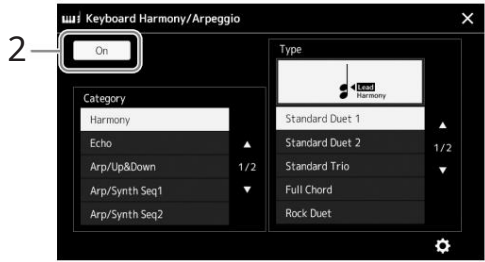 Keyboard Harmony/Arpeggio
2
On
Type
Lead
Harmony
Category
Harmony
Echo
Arp/Up&Down
Arp/Synth Seq1
Arp/Synth Seq2
1/2
Standard Duet 1
Standard Duet 2
Standard Trio
Full Chord
Rock Duet
1/2